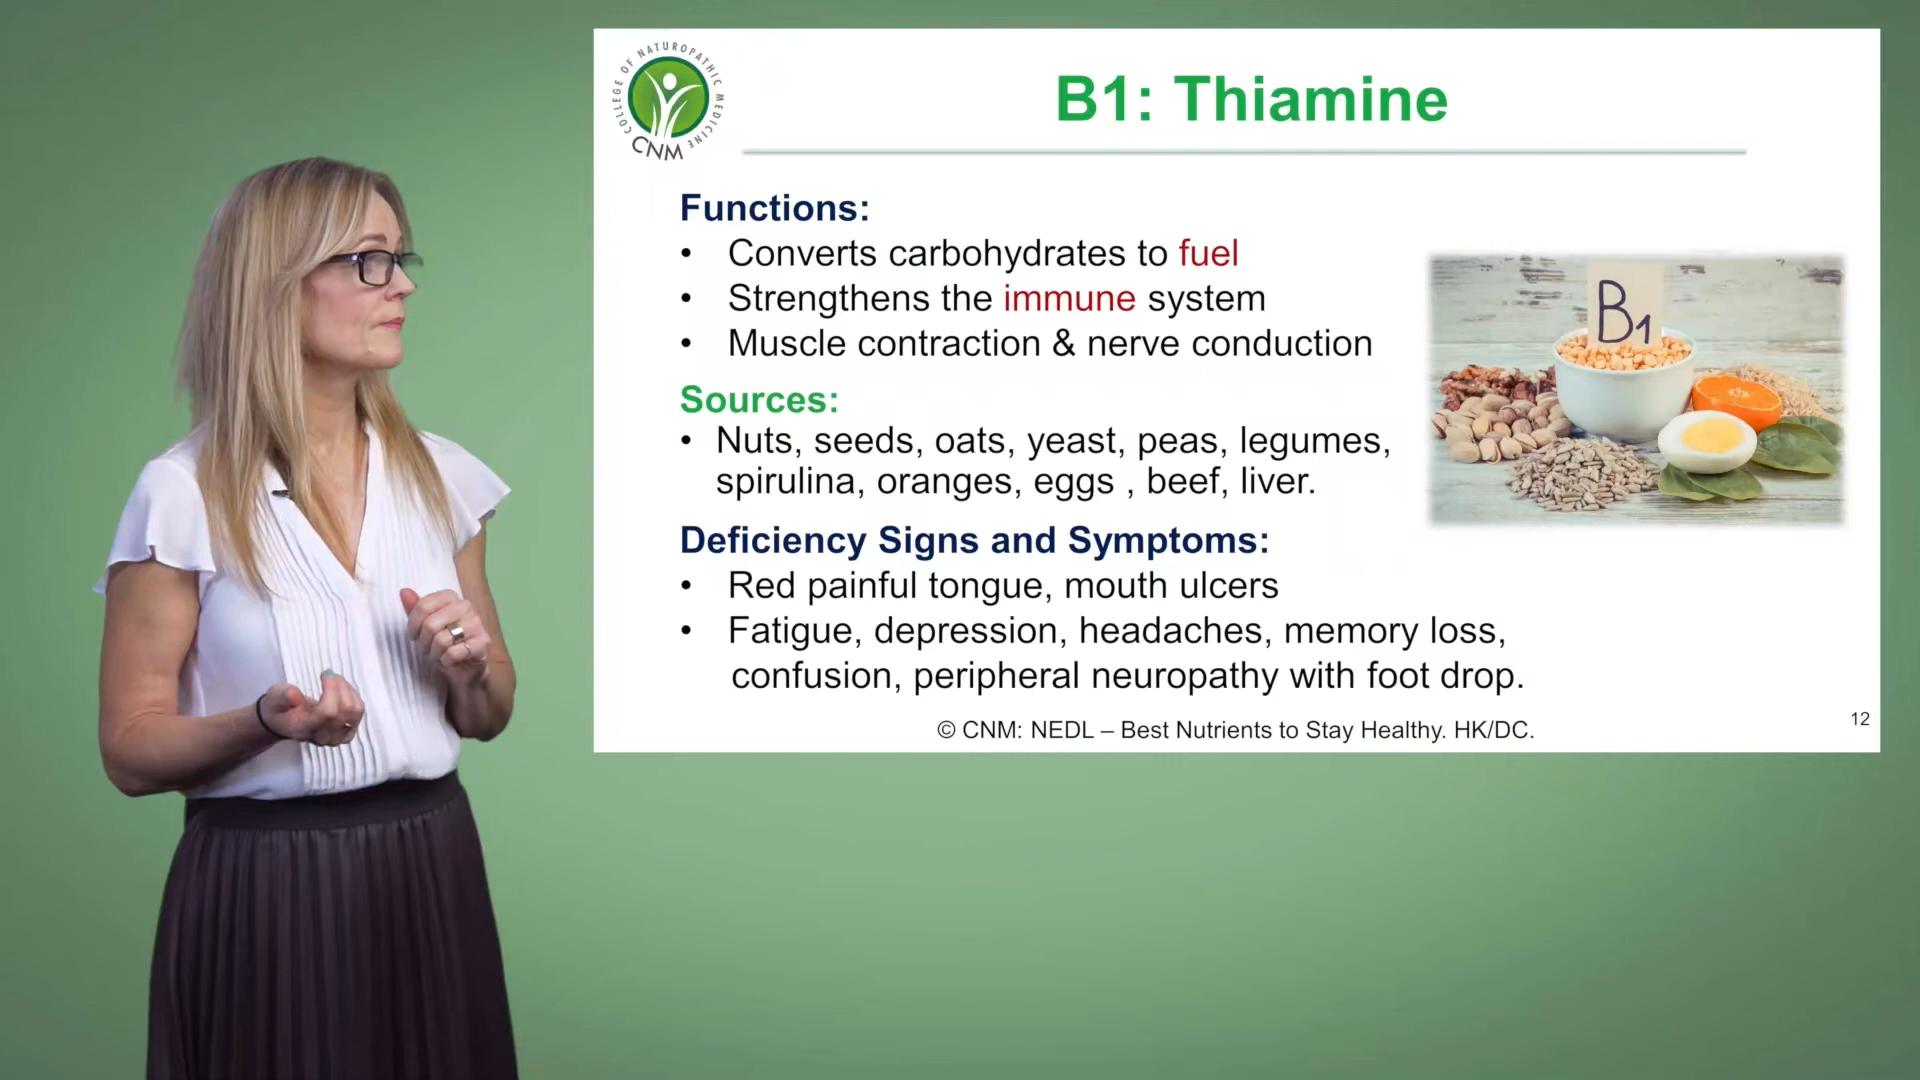 COLLEGE OF NATUROPATHIC MEDICINE
CNM
B1: Thiamine
Functions:
• Converts carbohydrates to fuel
• Strengthens the immune system
• Muscle contraction & nerve conduction
B1
Sources:
• Nuts, seeds, oats, yeast, peas, legumes,
spirulina, oranges, eggs , beef, liver.
Deficiency Signs and Symptoms:
• Red painful tongue, mouth ulcers
• Fatigue, depression, headaches, memory loss,
confusion, peripheral neuropathy with foot drop.
© CNM: NEDL – Best Nutrients to Stay Healthy. HK/DC.
12